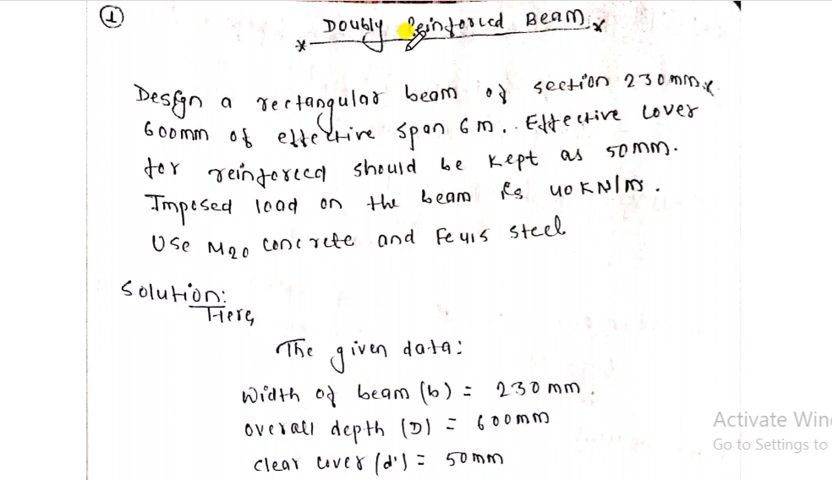 ①
Doubly Reinforced Beam
Design a rectangular beam of section 230mm x
600mm of effective span 6m. Effective cover
for reinforced should be kept as 50mm.
Imposed load on the beam is 40 KN/m.
Use M20 concrete and Fe415 steel
Solution:
Here,
The given data:
Width of beam (b) = 230 mm.
Overall depth (D) = 600mm
Clear cover (d') = 50mm
Activate Win
Go to Settings to